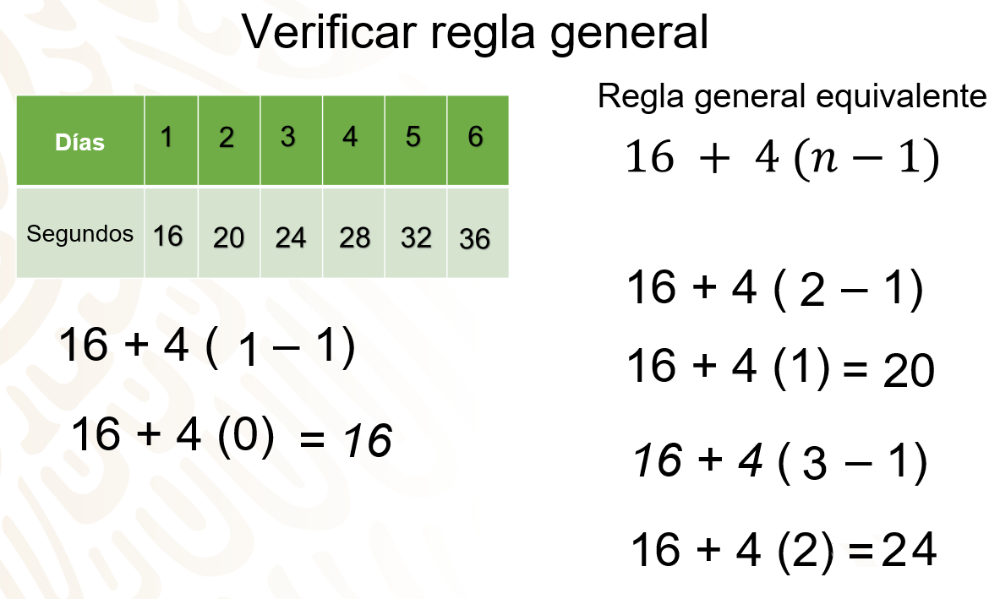 Verificar regla general
Días 1 2 3 4 5 6
Segundos 16 20 24 28 32 36
16 + 4 ( 1 – 1)
16 + 4 (0) = 16
Regla general equivalente
16 + 4 (n − 1)
16 + 4 ( 2 – 1)
16 + 4 (1) = 20
16 + 4 ( 3 – 1)
16 + 4 (2) = 24